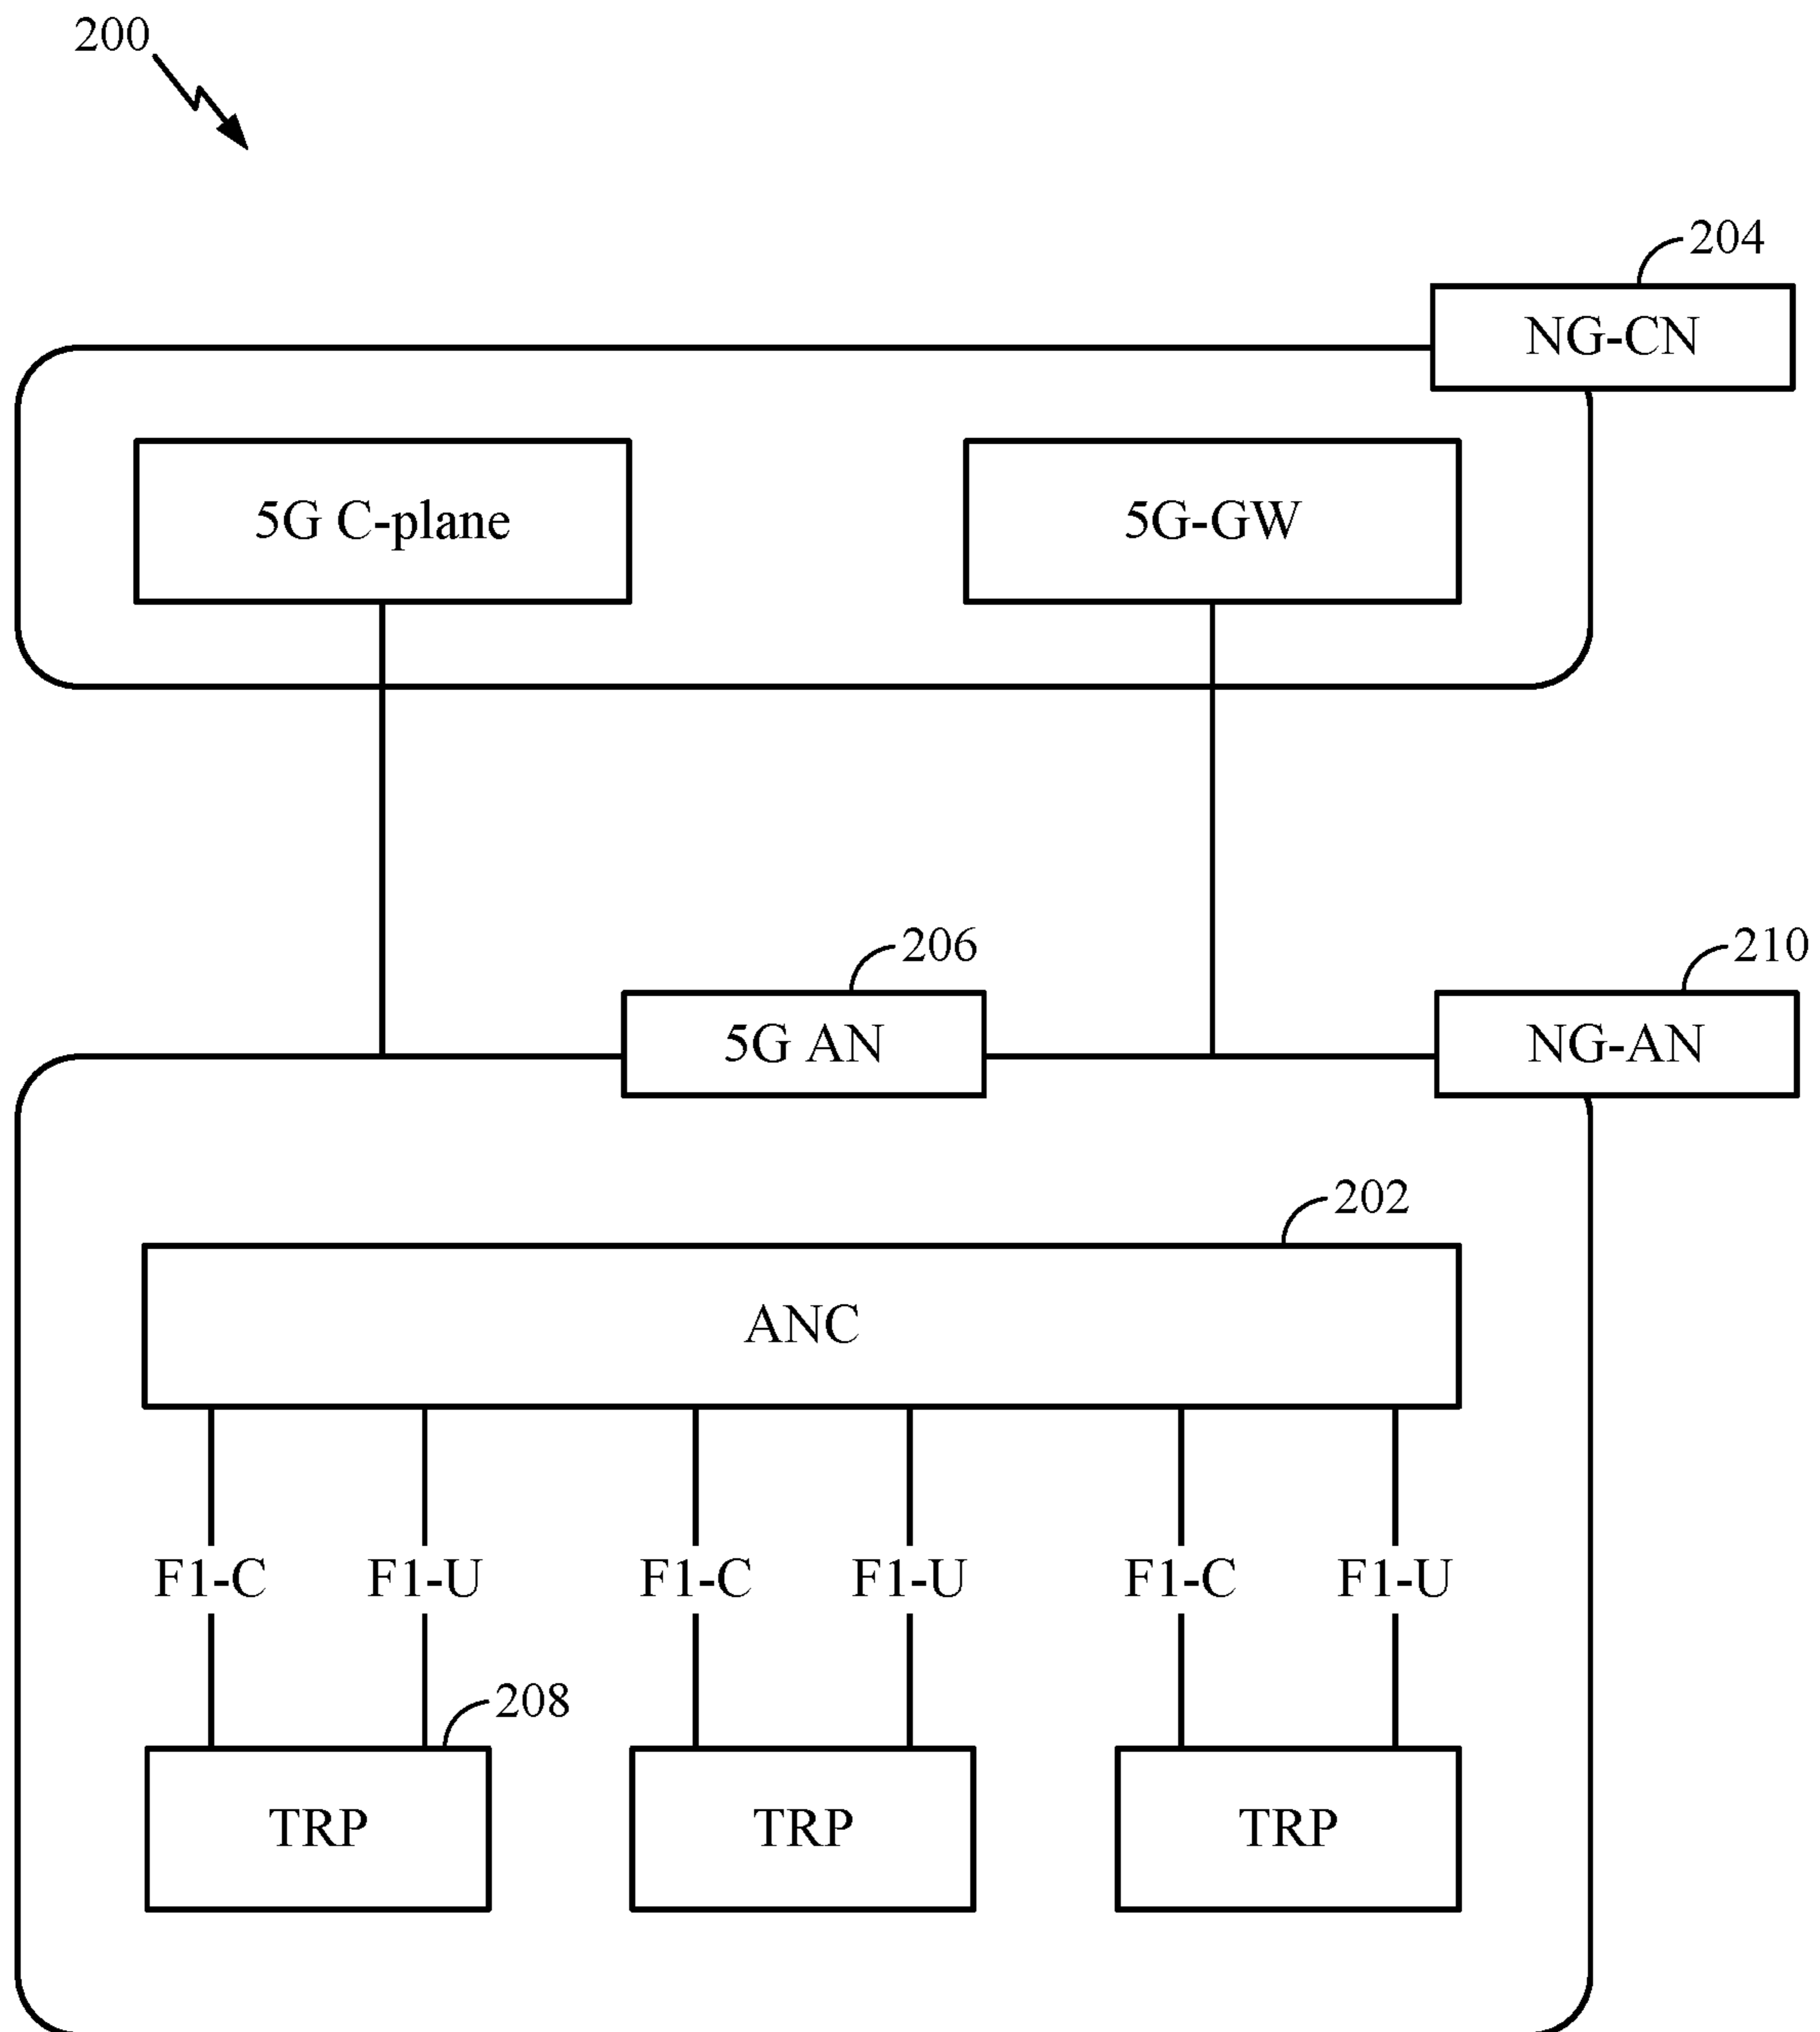 200
204
NG-CN
5G C-plane
5G-GW
206
210
5G AN
NG-AN
202
ANC
F1-C F1-U F1-C F1-U F1-C F1-U
208
TRP TRP TRP